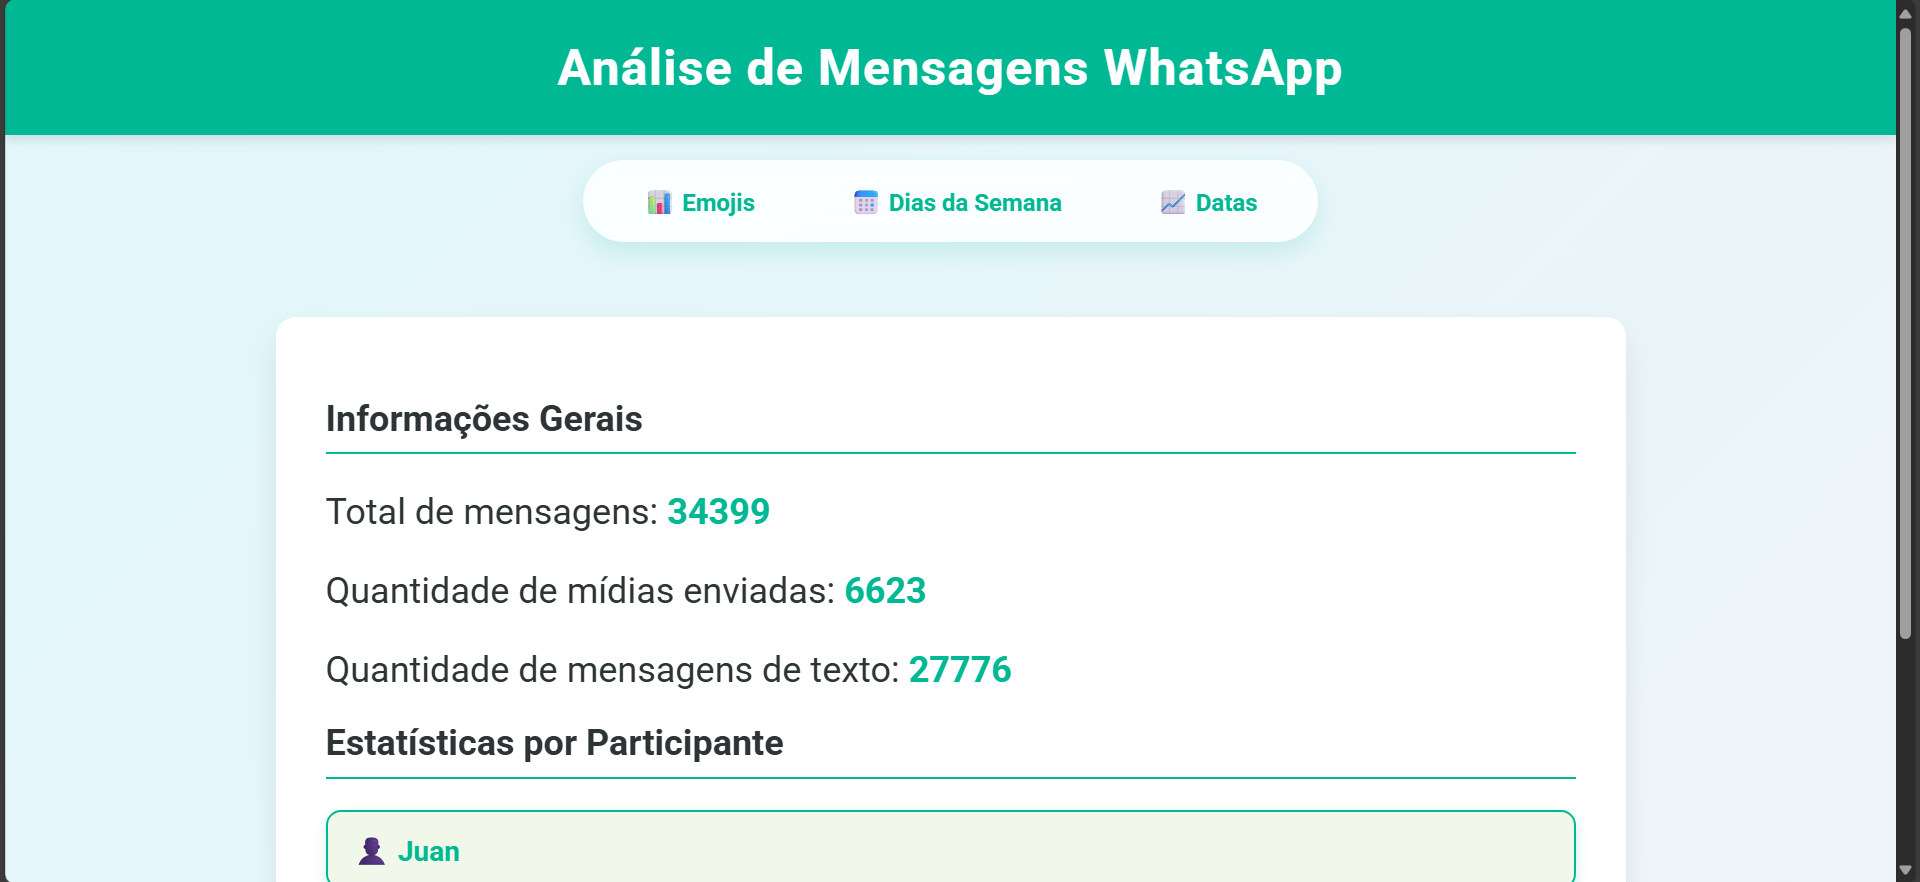 Análise de Mensagens WhatsApp
Emojis
Dias da Semana
Datas
Informações Gerais
Total de mensagens: 34399
Quantidade de mídias enviadas: 6623
Quantidade de mensagens de texto: 27776
Estatísticas por Participante
Juan